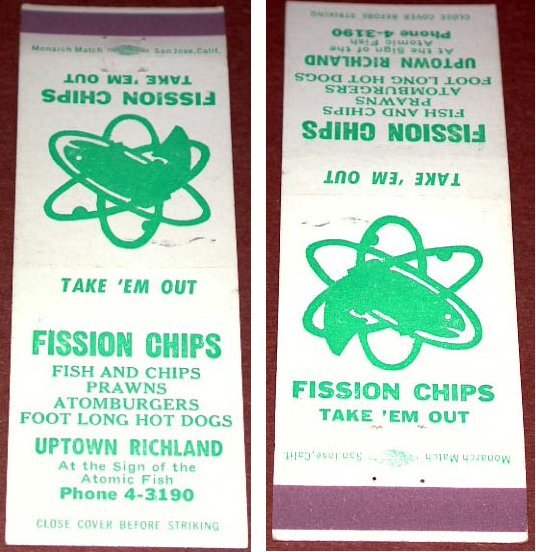 Monarch Match San Jose, Calif.
TAKE 'EM OUT
FISSION CHIPS
TAKE 'EM OUT
FISSION CHIPS
FISH AND CHIPS
PRAWNS
ATOMBURGERS
FOOT LONG HOT DOGS
UPTOWN RICHLAND
At the Sign of the
Atomic Fish
Phone 4-3190
CLOSE COVER BEFORE STRIKING
CLOSE COVER BEFORE STRIKING
Phone 4-3190
Atomic Fish
At the Sign of the
UPTOWN RICHLAND
FOOT LONG HOT DOGS
ATOMBURGERS
PRAWNS
FISH AND CHIPS
FISSION CHIPS
TAKE 'EM OUT
FISSION CHIPS
TAKE 'EM OUT
Monarch Match San Jose, Calif.